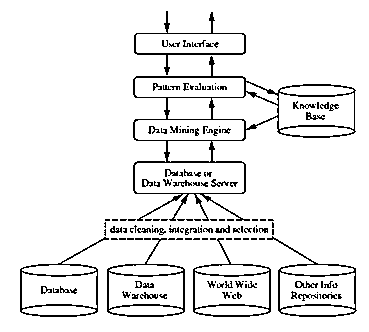 User Interface
Pattern Evaluation
Knowledge
Base
Data Mining Engine
Database or
Data Warehouse Server
data cleaning, integration and selection
Database
Data
Warehouse
World Wide
Web
Other Info
Repositories